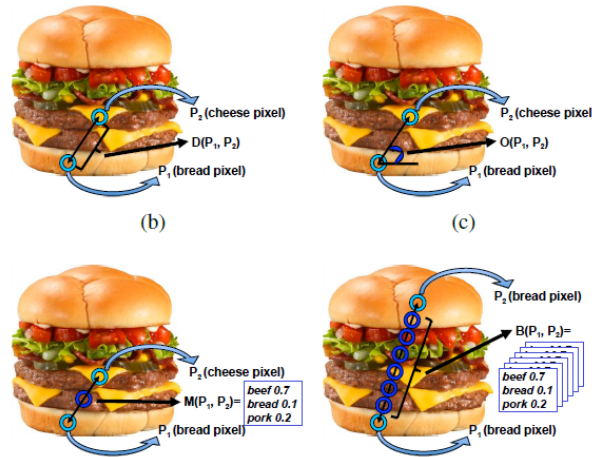 P₂ (cheese pixel)
D(P₁, P₂)
P₁ (bread pixel)
(b)
P₂ (cheese pixel)
O(P₁, P₂)
P₁ (bread pixel)
(c)
P₂ (cheese pixel)
M(P₁, P₂)=
beef 0.7
bread 0.1
pork 0.2
P₁ (bread pixel)
P₂ (bread pixel)
B(P₁, P₂)=
beef 0.7
bread 0.1
pork 0.2
P₁ (bread pixel)